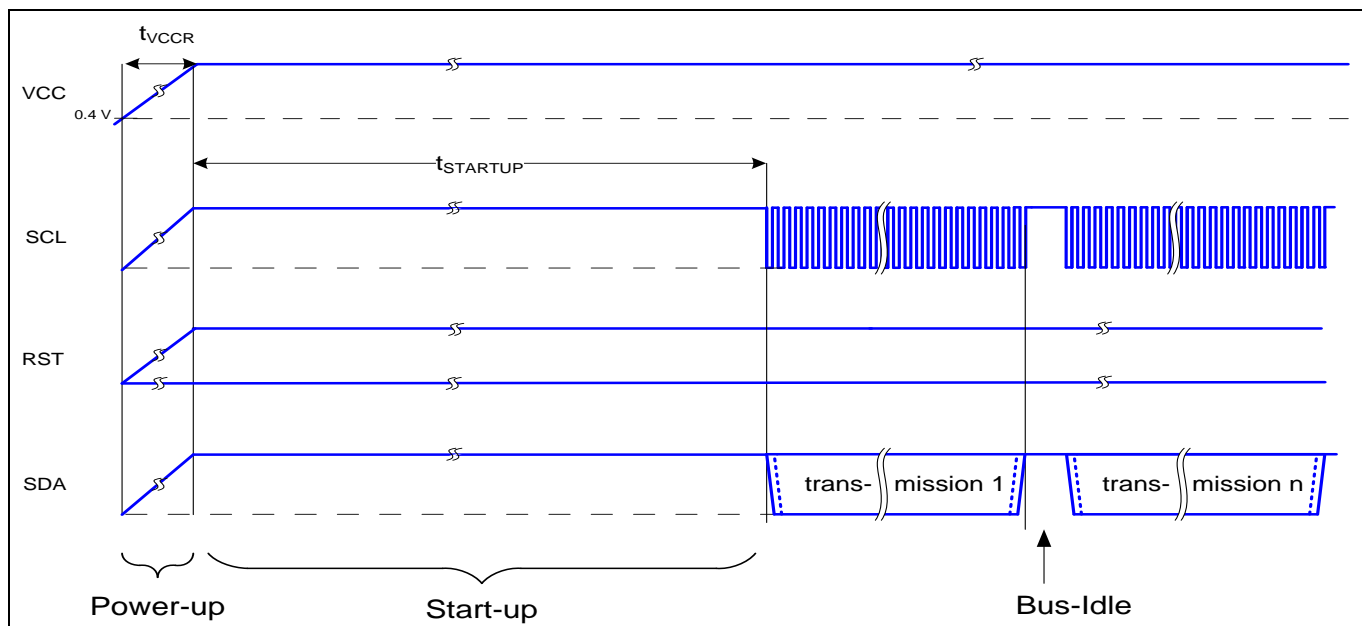 tVCCR
VCC
0.4 V
tSTARTUP
SCL
RST
SDA
trans- mission 1
trans- mission n
Power-up
Start-up
Bus-Idle